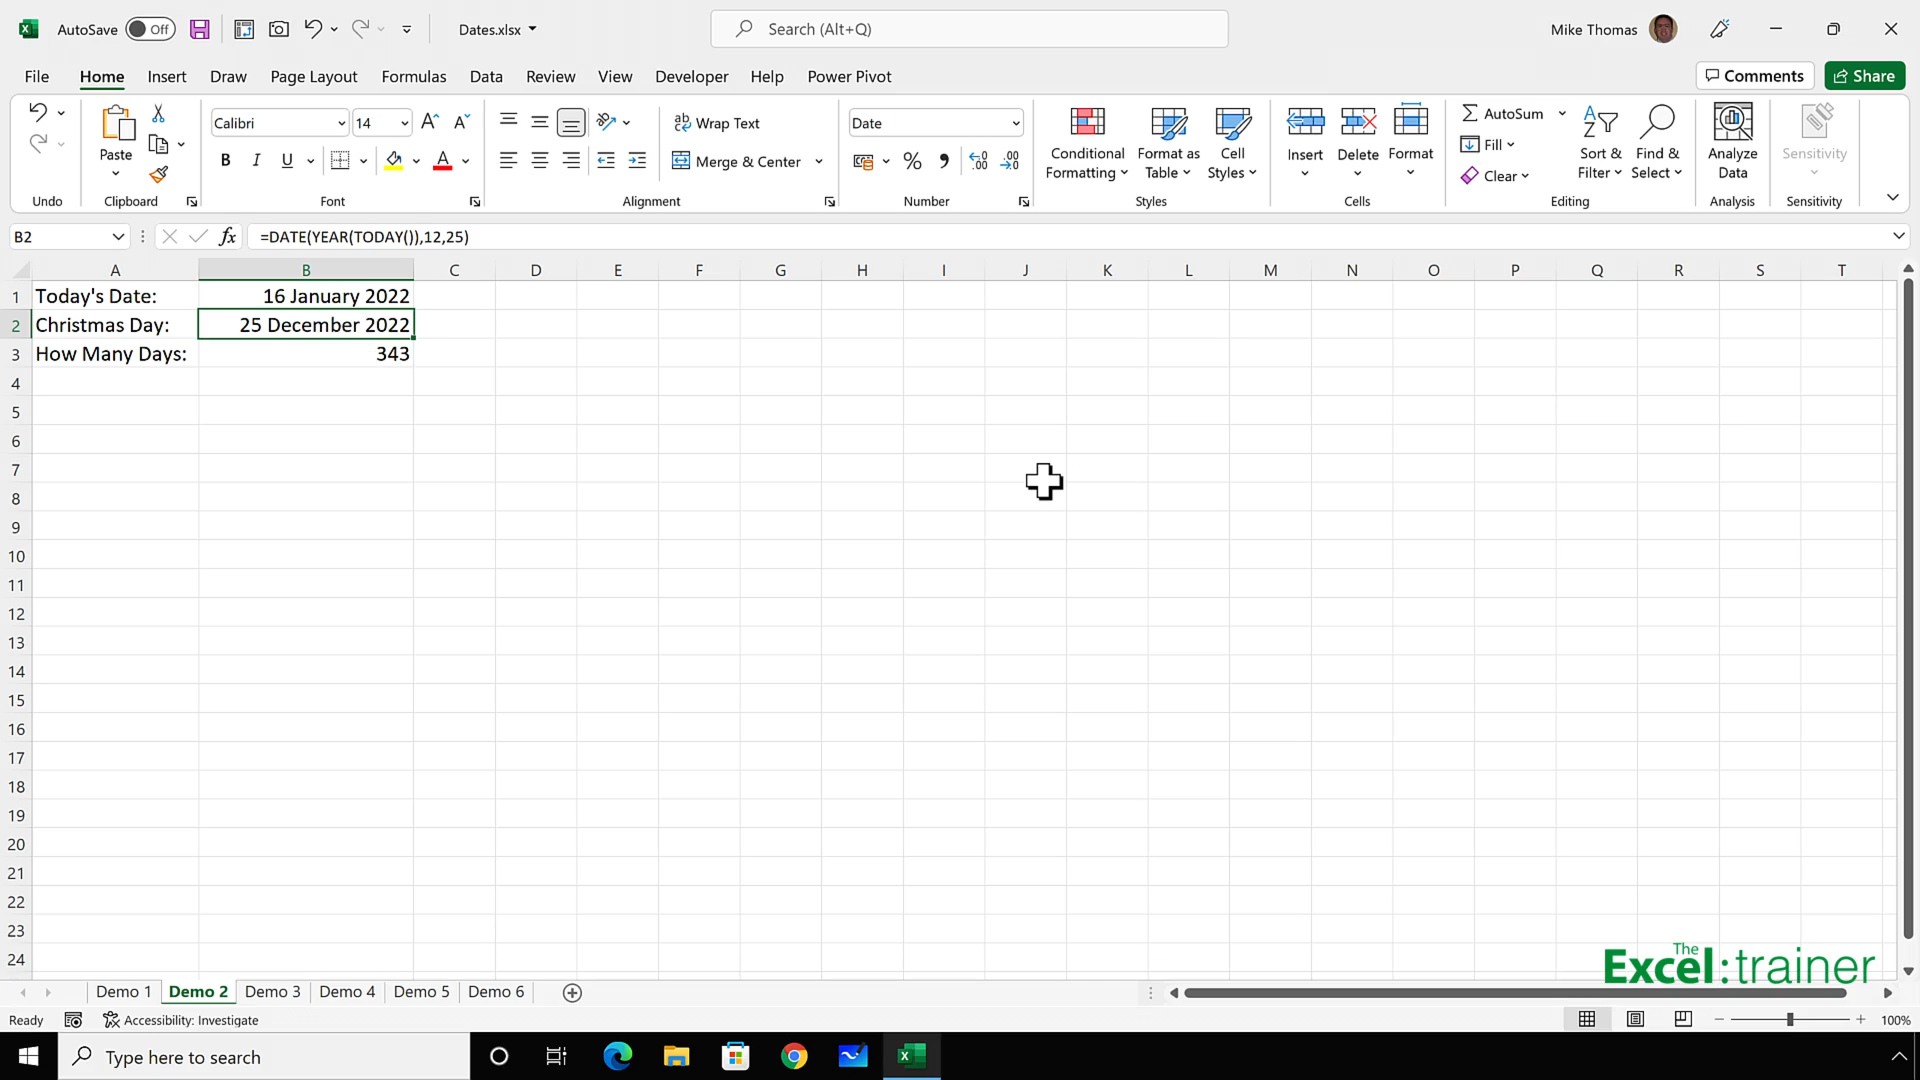 AutoSave Off Dates.xlsx Search (Alt+Q) Mike Thomas
File Home Insert Draw Page Layout Formulas Data Review View Developer Help Power Pivot Comments Share
Calibri 14 Wrap Text Date AutoSum
Paste B I U Merge & Center % Conditional Formatting Format as Table Cell Styles Insert Delete Format Fill Sort & Filter Find & Select Analyze Data Sensitivity
Clear
Undo Clipboard Font Alignment Number Styles Cells Editing Analysis Sensitivity
B2 fx =DATE(YEAR(TODAY()),12,25)
A B C D E F G H I J K L M N O P Q R S T
1 Today's Date: 16 January 2022
2 Christmas Day: 25 December 2022
3 How Many Days: 343
4
5
6
7
8
9
10
11
12
13
14
15
16
17
18
19
20
21
22
23
24
The Excel:trainer
Demo 1 Demo 2 Demo 3 Demo 4 Demo 5 Demo 6
Ready Accessibility: Investigate 100%
Type here to search